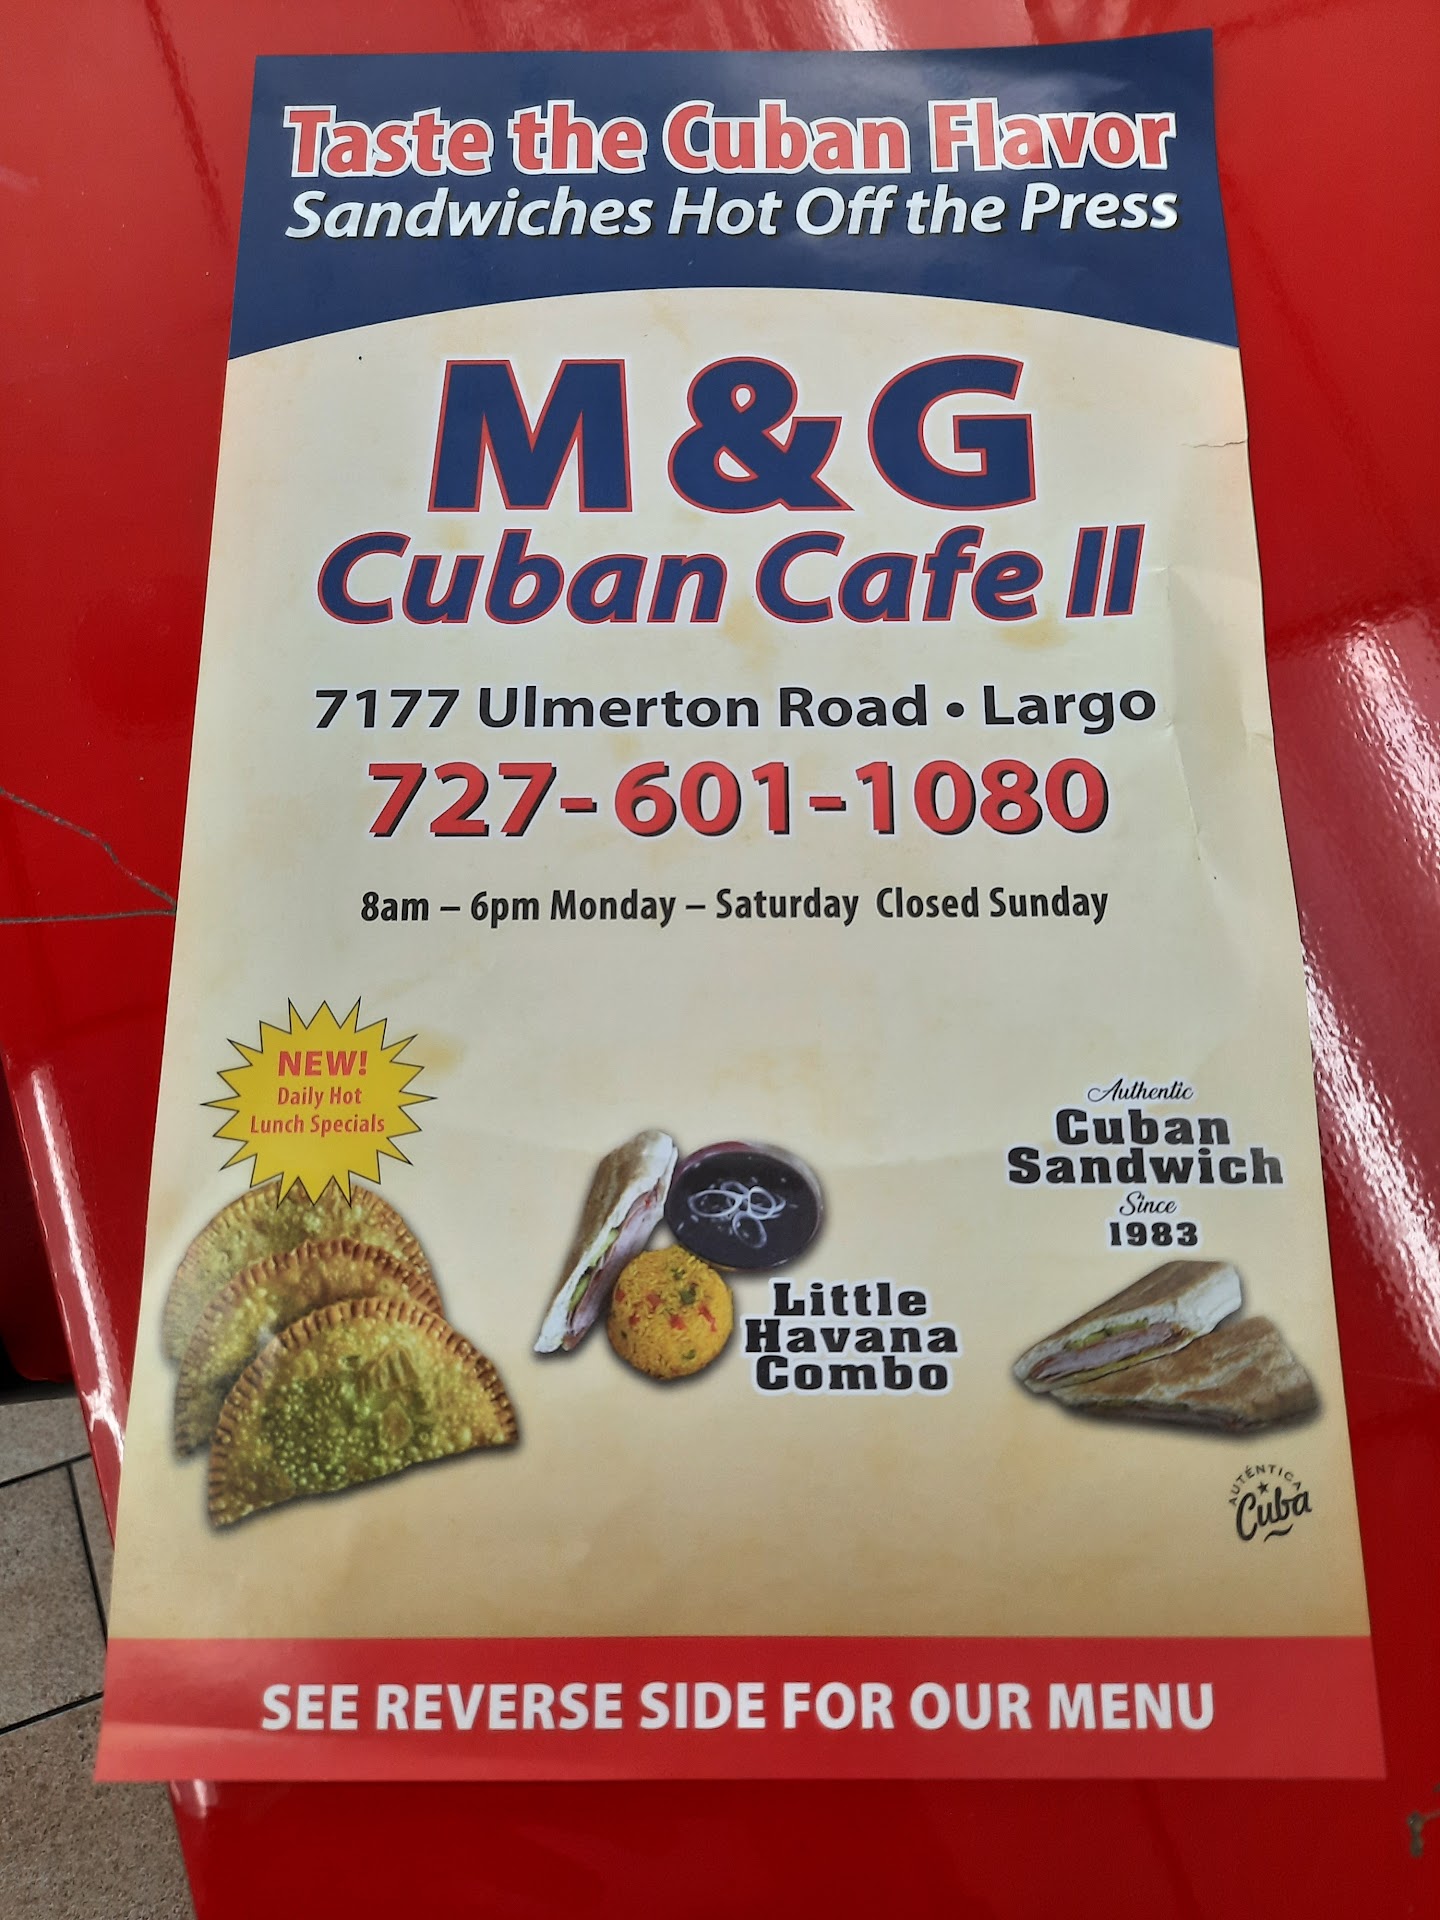 Taste the Cuban Flavor
Sandwiches Hot Off the Press
M & G
Cuban Cafe II
7177 Ulmerton Road • Largo
727-601-1080
8am – 6pm Monday – Saturday Closed Sunday
NEW!
Daily Hot
Lunch Specials
Little
Havana
Combo
Authentic
Cuban
Sandwich
Since
1983
AUTÉNTICA
Cuba
SEE REVERSE SIDE FOR OUR MENU